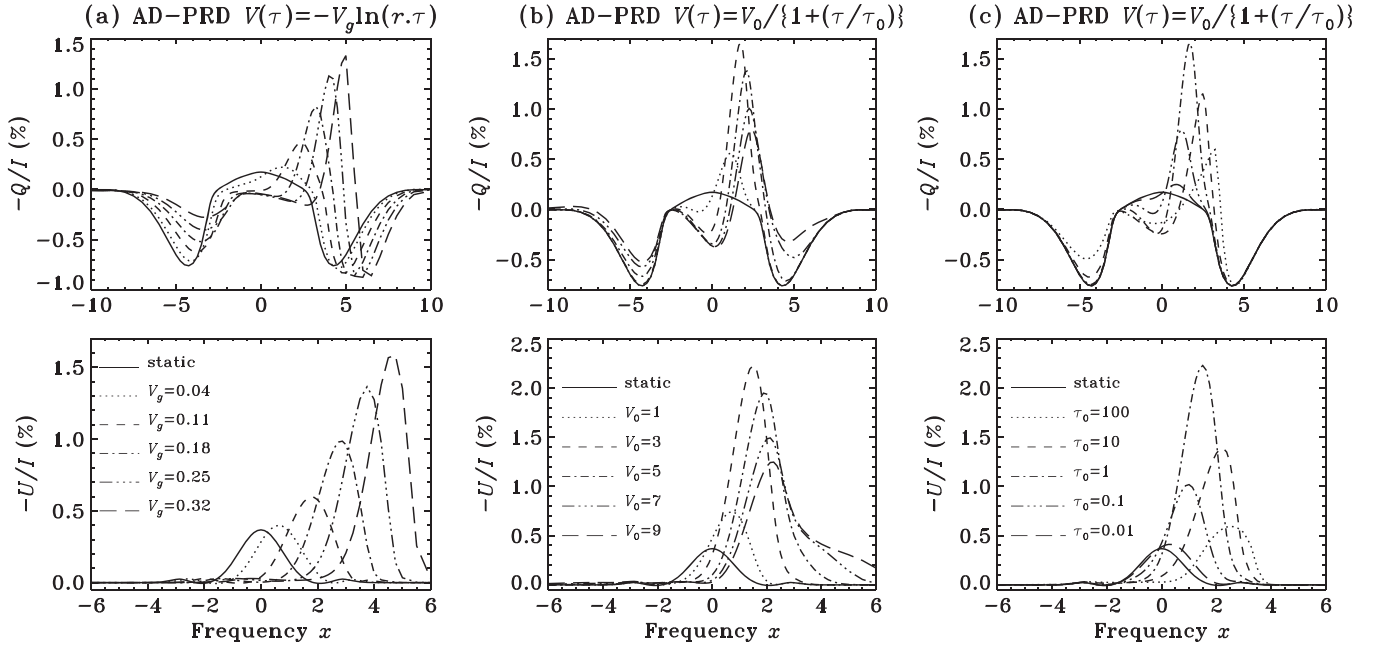 (a) AD-PRD V(τ)=−V_g ln(r.τ)
(b) AD-PRD V(τ)=V_0/{1+(τ/τ_0)}
(c) AD-PRD V(τ)=V_0/{1+(τ/τ_0)}
−Q/I (%)
1.5
1.0
0.5
0.0
−0.5
−1.0
−10 −5 0 5 10
−Q/I (%)
1.5
1.0
0.5
0.0
−0.5
−10 −5 0 5 10
−Q/I (%)
1.5
1.0
0.5
0.0
−0.5
−10 −5 0 5 10
−U/I (%)
1.5
1.0
0.5
0.0
static
V_g=0.04
V_g=0.11
V_g=0.18
V_g=0.25
V_g=0.32
−6 −4 −2 0 2 4 6
Frequency x
−U/I (%)
2.5
2.0
1.5
1.0
0.5
0.0
static
V_0=1
V_0=3
V_0=5
V_0=7
V_0=9
−6 −4 −2 0 2 4 6
Frequency x
−U/I (%)
2.5
2.0
1.5
1.0
0.5
0.0
static
τ_0=100
τ_0=10
τ_0=1
τ_0=0.1
τ_0=0.01
−6 −4 −2 0 2 4 6
Frequency x